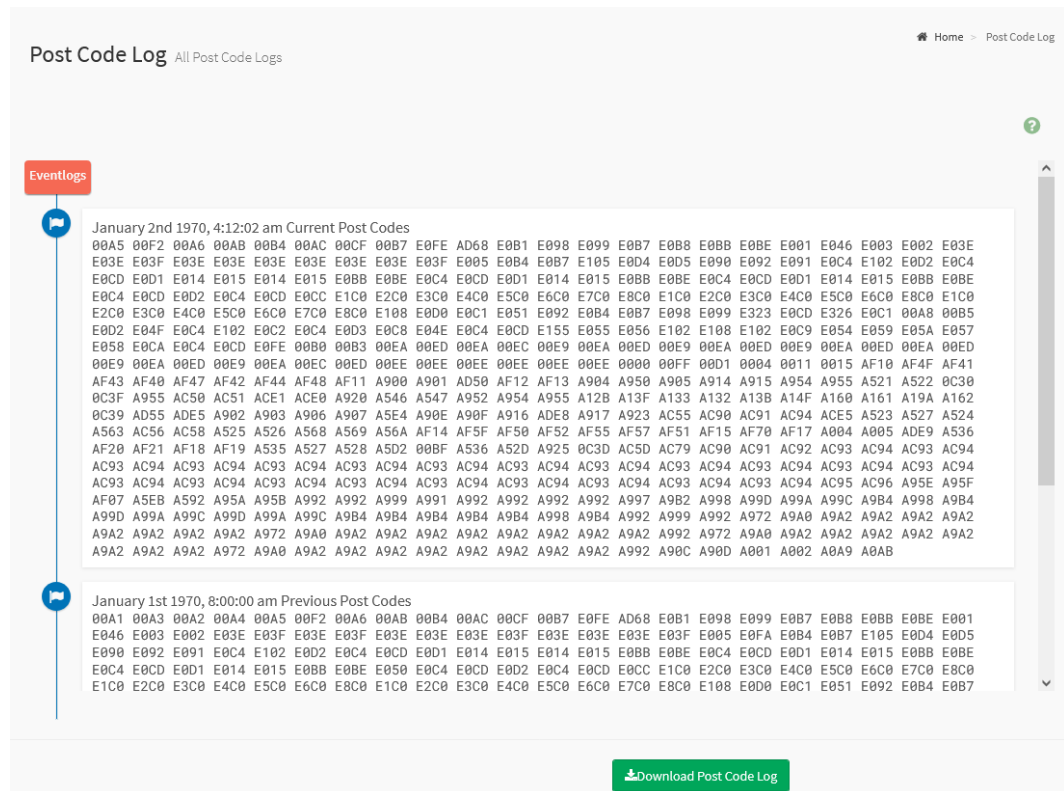 Home > Post Code Log
Post Code Log All Post Code Logs
Eventlogs
January 2nd 1970, 4:12:02 am Current Post Codes
00A5 00F2 00A6 00AB 00B4 00AC 00CF 00B7 E0FE AD68 E0B1 E098 E099 E0B7 E0B8 E0BB E0BE E001 E046 E003 E002 E03E
E03E E03F E03E E03E E03E E03E E03E E03F E005 E0B4 E0B7 E105 E0D4 E0D5 E090 E092 E091 E0C4 E102 E0D2 E0C4
E0CD E0D1 E014 E015 E014 E015 E0BB E0BE E0C4 E0CD E0D1 E014 E015 E0BB E0BE E0C4 E0CD E0D1 E014 E015 E0BB E0BE
E0C4 E0CD E0D2 E0C4 E0CD E0CC E1C0 E2C0 E3C0 E4C0 E5C0 E6C0 E7C0 E8C0 E1C0 E2C0 E3C0 E4C0 E5C0 E6C0 E8C0 E1C0
E2C0 E3C0 E4C0 E5C0 E6C0 E7C0 E8C0 E108 E0D0 E0C1 E051 E092 E0B4 E0B7 E098 E099 E323 E0CD E326 E0C1 00A8 00B5
E0D2 E04F E0C4 E102 E0C2 E0C4 E0D3 E0C8 E04E E0C4 E0CD E155 E055 E056 E102 E108 E102 E0C9 E054 E059 E05A E057
E058 E0CA E0C4 E0CD E0FE 00B0 00B3 00EA 00ED 00EA 00EC 00E9 00EA 00ED 00E9 00EA 00ED 00E9 00EA 00ED 00EA 00ED
00E9 00EA 00ED 00E9 00EA 00EC 00ED 00EE 00EE 00EE 00EE 00EE 00EE 0000 00FF 00D1 0004 0011 0015 AF10 AF4F AF41
AF43 AF40 AF47 AF42 AF44 AF48 AF11 A900 A901 AD50 AF12 AF13 A904 A950 A905 A914 A915 A954 A955 A521 A522 0C30
0C3F A955 AC50 AC51 ACE1 ACE0 A920 A546 A547 A952 A954 A955 A12B A13F A133 A132 A13B A14F A160 A161 A19A A162
0C39 AD55 ADE5 A902 A903 A906 A907 A5E4 A90E A90F A916 ADE8 A917 A923 AC55 AC90 AC91 AC94 ACE5 A523 A527 A524
A563 AC56 AC58 A525 A526 A568 A569 A56A AF14 AF5F AF50 AF52 AF55 AF57 AF51 AF15 AF70 AF17 A004 A005 ADE9 A536
AF20 AF21 AF18 AF19 A535 A527 A528 A5D2 00BF A536 A52D A925 0C3D AC5D AC79 AC90 AC91 AC92 AC93 AC94 AC93 AC94
AC93 AC94 AC93 AC94 AC93 AC94 AC93 AC94 AC93 AC94 AC93 AC94 AC93 AC94 AC93 AC94 AC93 AC94 AC93 AC94 AC93 AC94
AC93 AC94 AC93 AC94 AC93 AC94 AC93 AC94 AC93 AC94 AC93 AC94 AC93 AC94 AC93 AC94 AC93 AC94 AC95 AC96 A95E A95F
AF07 A5EB A592 A95A A95B A992 A992 A999 A991 A992 A992 A992 A992 A997 A9B2 A998 A99D A99A A99C A9B4 A998 A9B4
A99D A99A A99C A99D A99A A99C A9B4 A9B4 A9B4 A9B4 A9B4 A998 A9B4 A992 A999 A992 A972 A9A0 A9A2 A9A2 A9A2 A9A2
A9A2 A9A2 A9A2 A9A2 A972 A9A0 A9A2 A9A2 A9A2 A9A2 A9A2 A9A2 A9A2 A9A2 A992 A972 A9A0 A9A2 A9A2 A9A2 A9A2 A9A2
A9A2 A9A2 A9A2 A972 A9A0 A9A2 A9A2 A9A2 A9A2 A9A2 A9A2 A9A2 A9A2 A9A2 A992 A90C A90D A001 A002 A0A9 A0AB
January 1st 1970, 8:00:00 am Previous Post Codes
00A1 00A3 00A2 00A4 00A5 00F2 00A6 00AB 00B4 00AC 00CF 00B7 E0FE AD68 E0B1 E098 E099 E0B7 E0B8 E0BB E0BE E001
E046 E003 E002 E03E E03F E03E E03F E03E E03E E03E E03F E03E E03E E03E E03F E005 E0FA E0B4 E0B7 E105 E0D4 E0D5
E090 E092 E091 E0C4 E102 E0D2 E0C4 E0CD E0D1 E014 E015 E014 E015 E0BB E0BE E0C4 E0CD E0D1 E014 E015 E0BB E0BE
E0C4 E0CD E0D1 E014 E015 E0BB E0BE E050 E0C4 E0CD E0D2 E0C4 E0CD E0CC E1C0 E2C0 E3C0 E4C0 E5C0 E6C0 E7C0 E8C0
E1C0 E2C0 E3C0 E4C0 E5C0 E6C0 E8C0 E1C0 E2C0 E3C0 E4C0 E5C0 E6C0 E7C0 E8C0 E108 E0D0 E0C1 E051 E092 E0B4 E0B7
Download Post Code Log